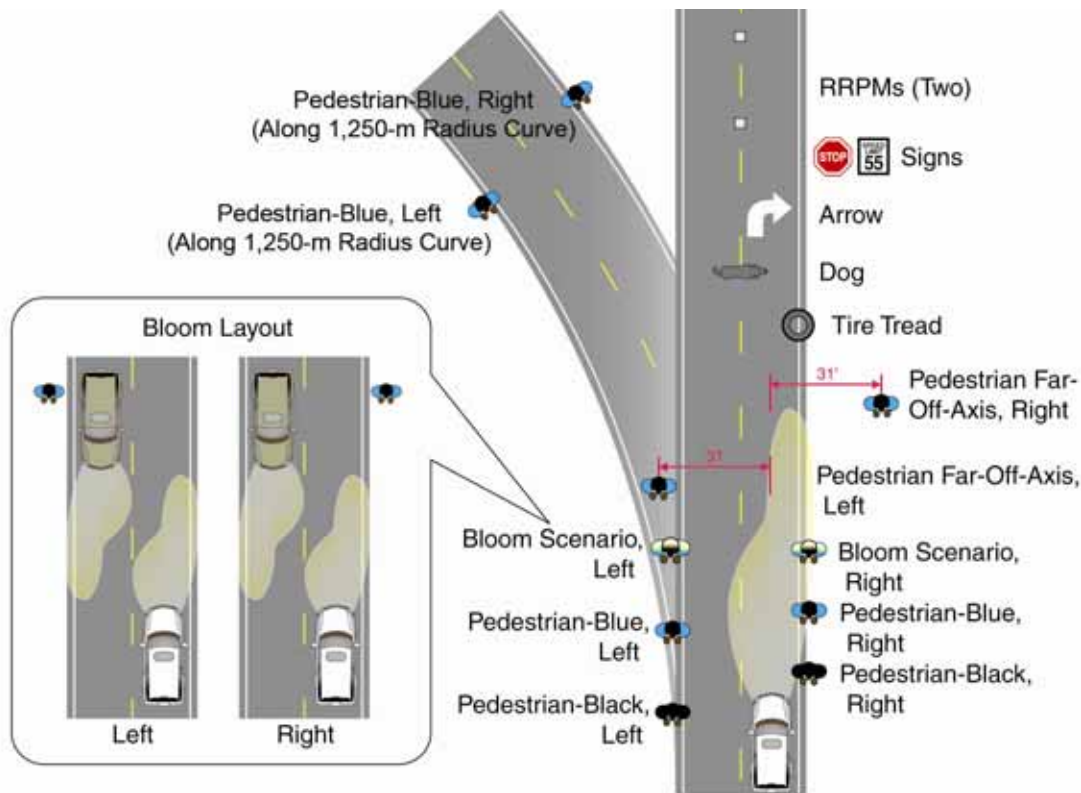 Pedestrian-Blue, Right
(Along 1,250-m Radius Curve)
Pedestrian-Blue, Left
(Along 1,250-m Radius Curve)
RRPMs (Two)
STOP
SPEED
LIMIT
55
Signs
Arrow
Dog
Tire Tread
31'
Pedestrian Far-
Off-Axis, Right
31'
Pedestrian Far-Off-Axis,
Left
Bloom Scenario,
Left
Bloom Scenario,
Right
Pedestrian-Blue,
Left
Pedestrian-Blue,
Right
Pedestrian-Black,
Left
Pedestrian-Black,
Right
Bloom Layout
Left
Right